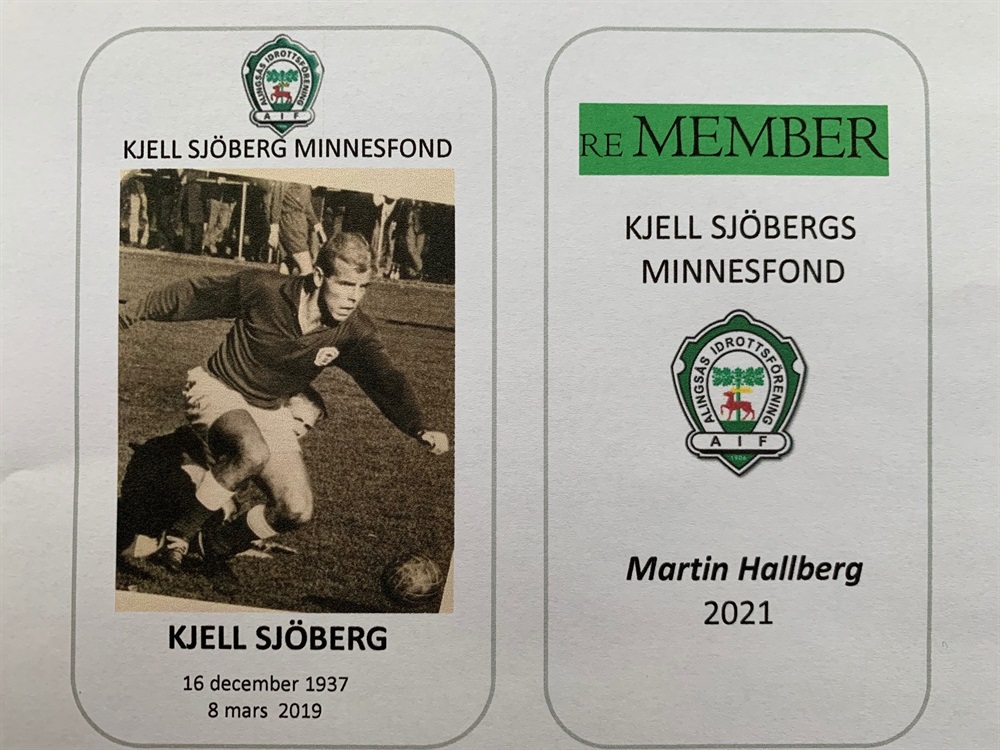 ALINGSÅS IDROTTSFÖRENING
AIF
KJELL SJÖBERG MINNESFOND
KJELL SJÖBERG
16 december 1937
8 mars 2019
RE MEMBER
KJELL SJÖBERGS
MINNESFOND
ALINGSÅS IDROTTSFÖRENING
AIF
1906
Martin Hallberg
2021